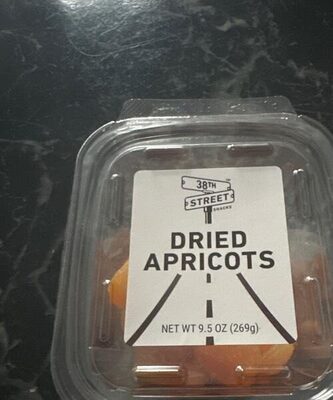 38TH
STREET
SNACKS
DRIED
APRICOTS
NET WT 9.5 OZ (269g)